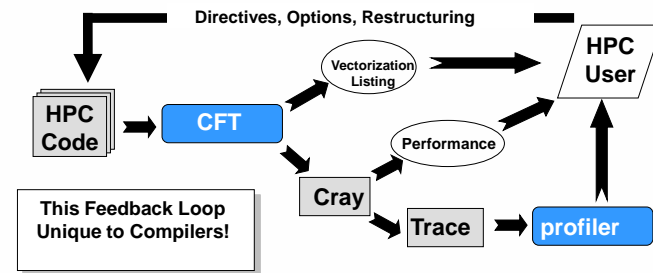 Directives, Options, Restructuring
HPC
User
Vectorization
Listing
HPC
Code
CFT
Performance
Cray
This Feedback Loop
Unique to Compilers!
Trace
profiler